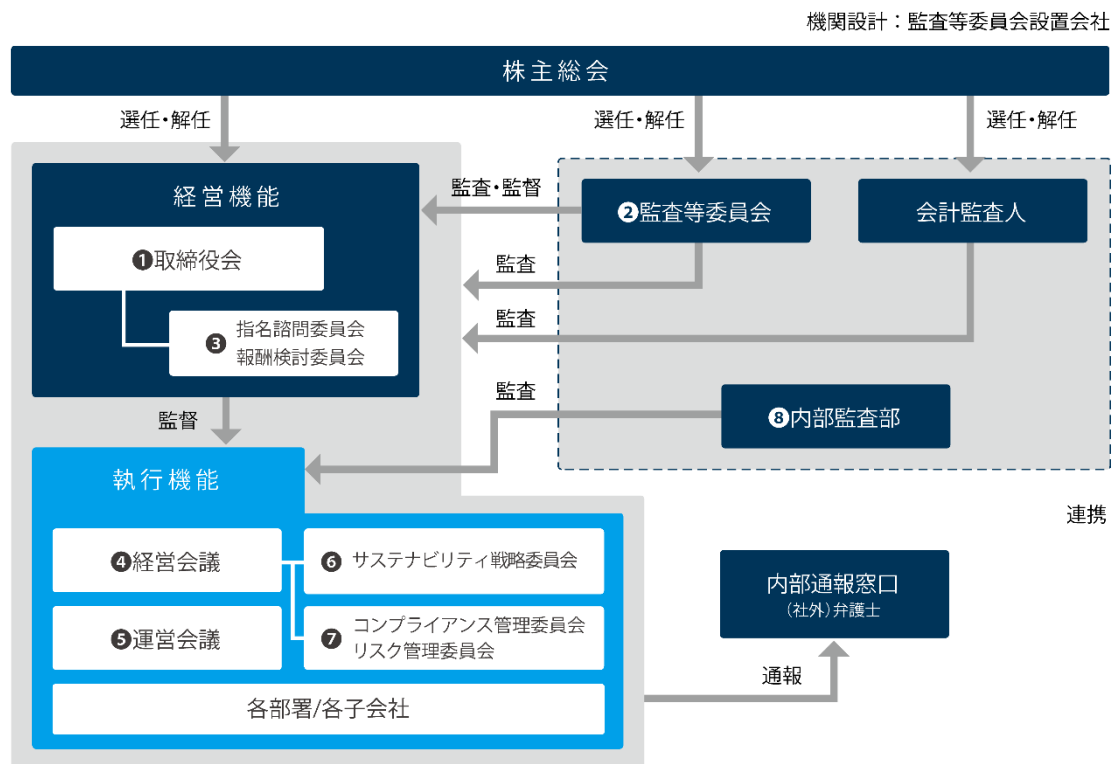 機関設計：監査等委員会設置会社
株主総会
選任・解任
選任・解任
選任・解任
経営機能
❶取締役会
❸ 指名諮問委員会
報酬検討委員会
監査・監督
❷監査等委員会
会計監査人
監査
監査
監査
❽内部監査部
監督
執行機能
❹経営会議
❻ サステナビリティ戦略委員会
❺運営会議
❼ コンプライアンス管理委員会
リスク管理委員会
各部署/各子会社
連携
内部通報窓口
（社外）弁護士
通報